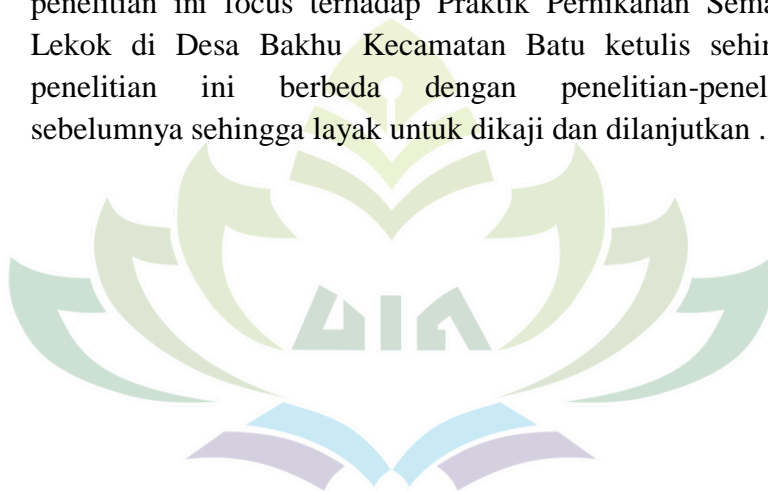 penelitian ini focus terhadap Praktik Pernikahan Sema
Lekok di Desa Bakhu Kecamatan Batu ketulis sehin
penelitian ini berbeda dengan penelitian-penel
sebelumnya sehingga layak untuk dikaji dan dilanjutkan .
UIN